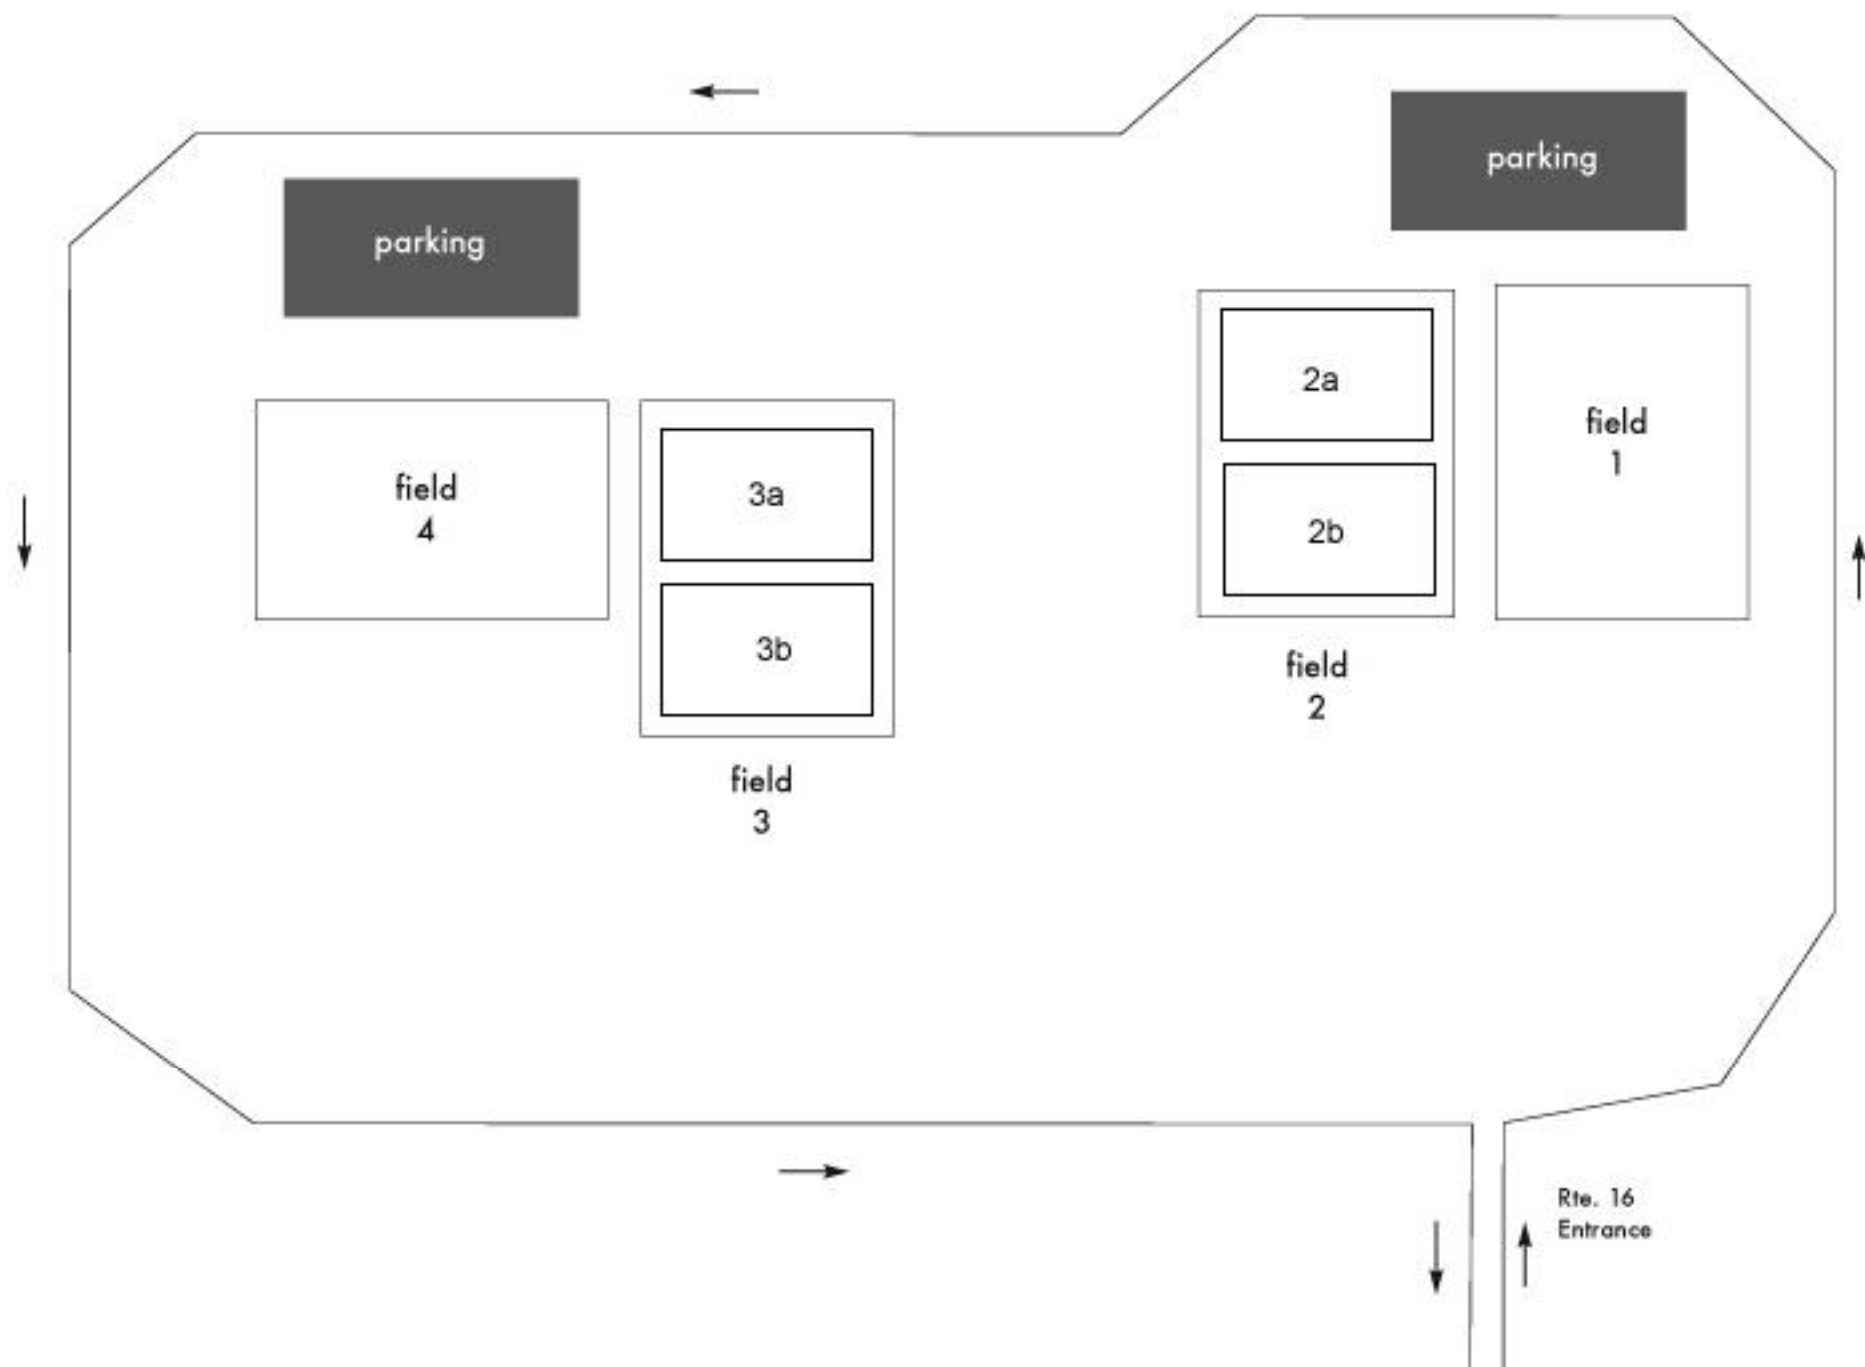 parking
parking
2a
field
1
field
4
3a
2b
3b
field
2
field
3
Rte. 16
Entrance